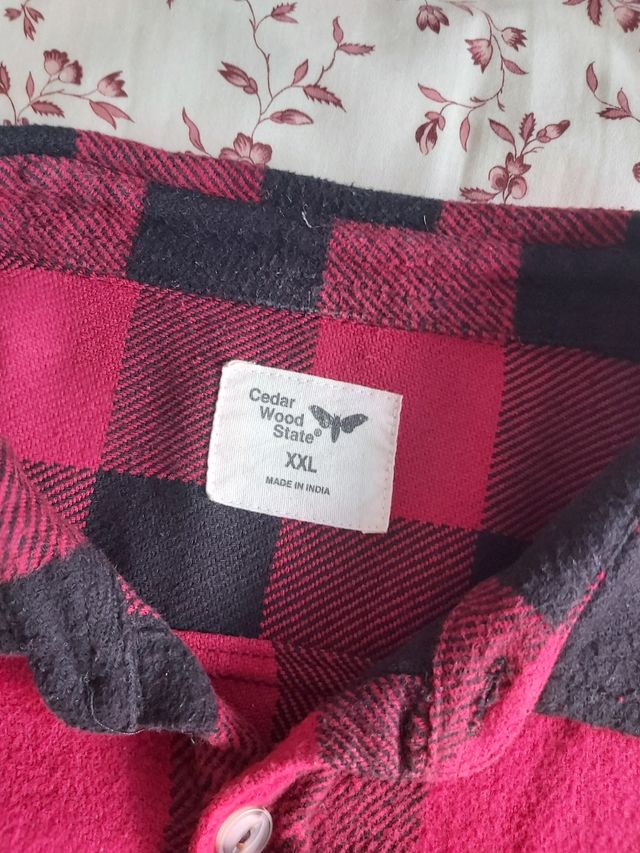 Cedar
Wood
State®
XXL
MADE IN INDIA